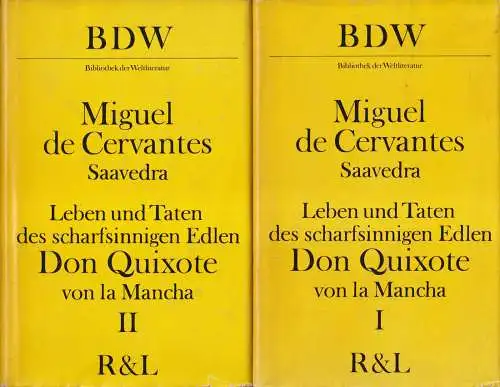 BDW
Bibliothek der Weltliteratur
Miguel
de Cervantes
Saavedra
Leben und Taten
des scharfsinnigen Edlen
Don Quixote
von la Mancha
II
R&L
BDW
Bibliothek der Weltliteratur
Miguel
de Cervantes
Saavedra
Leben und Taten
des scharfsinnigen Edlen
Don Quixote
von la Mancha
I
R&L